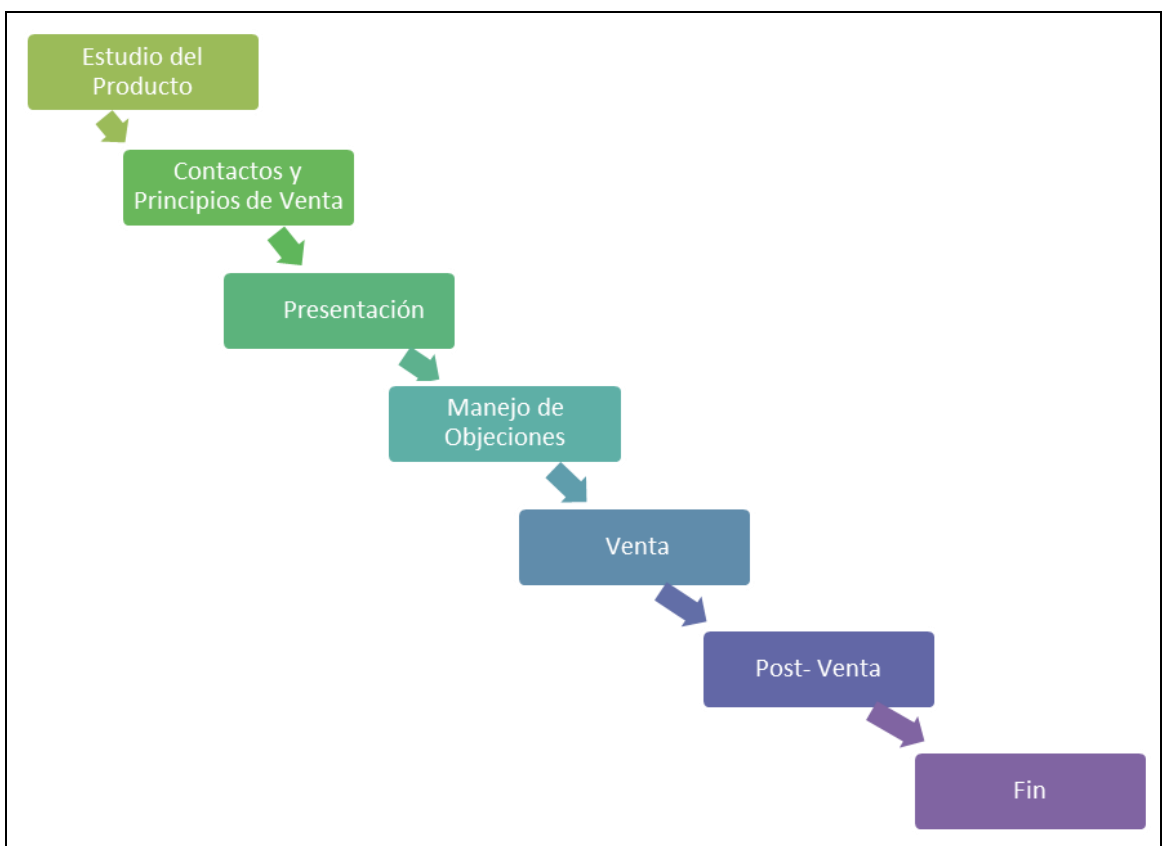 Estudio del
Producto
Contactos y
Principios de Venta
Presentación
Manejo de
Objeciones
Venta
Post- Venta
Fin